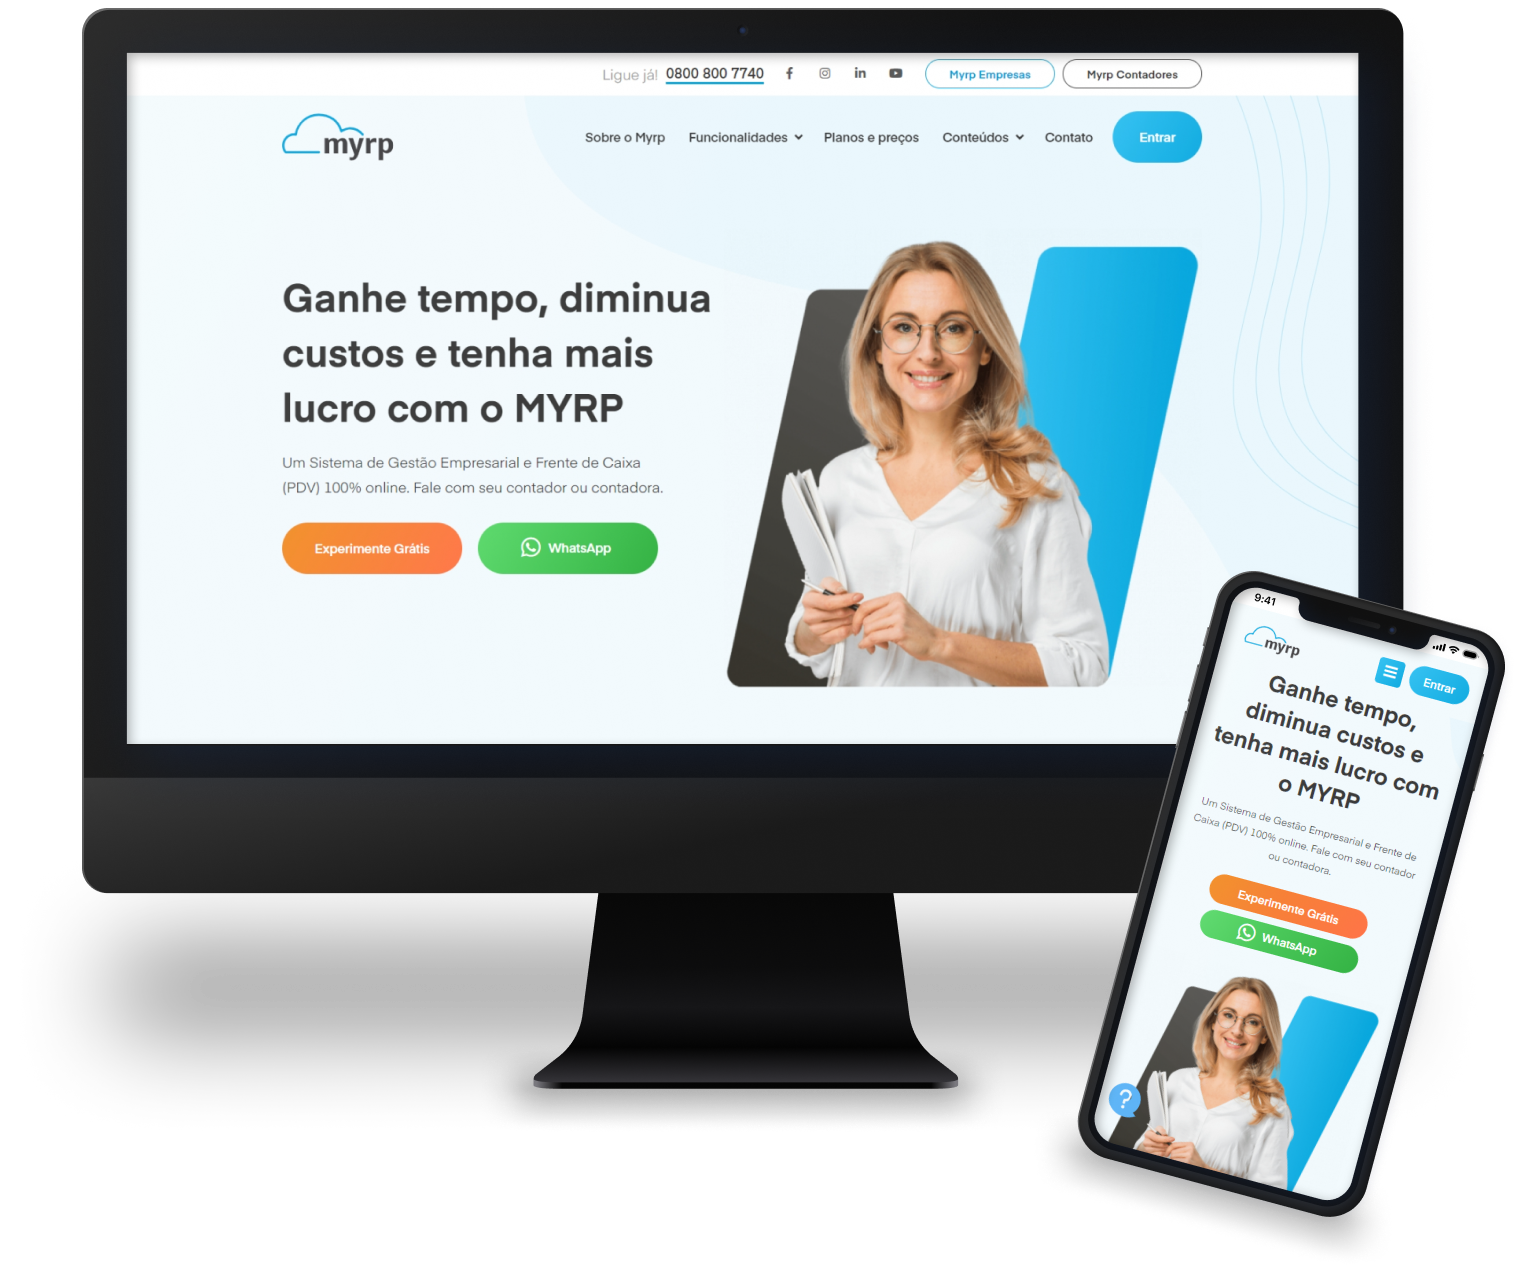 Ligue já! 0800 800 7740 Myrp Empresas Myrp Contadores
myrp Sobre o Myrp Funcionalidades Planos e preços Conteúdos Contato Entrar
Ganhe tempo, diminua
custos e tenha mais
lucro com o MYRP
Um Sistema de Gestão Empresarial e Frente de Caixa
(PDV) 100% online. Fale com seu contador ou contadora.
Experimente Grátis WhatsApp
9:41
myrp
Entrar
Ganhe tempo,
diminua custos e
tenha mais lucro com
o MYRP
Um Sistema de Gestão Empresarial e Frente de
Caixa (PDV) 100% online. Fale com seu contador
ou contadora.
Experimente Grátis
WhatsApp
?